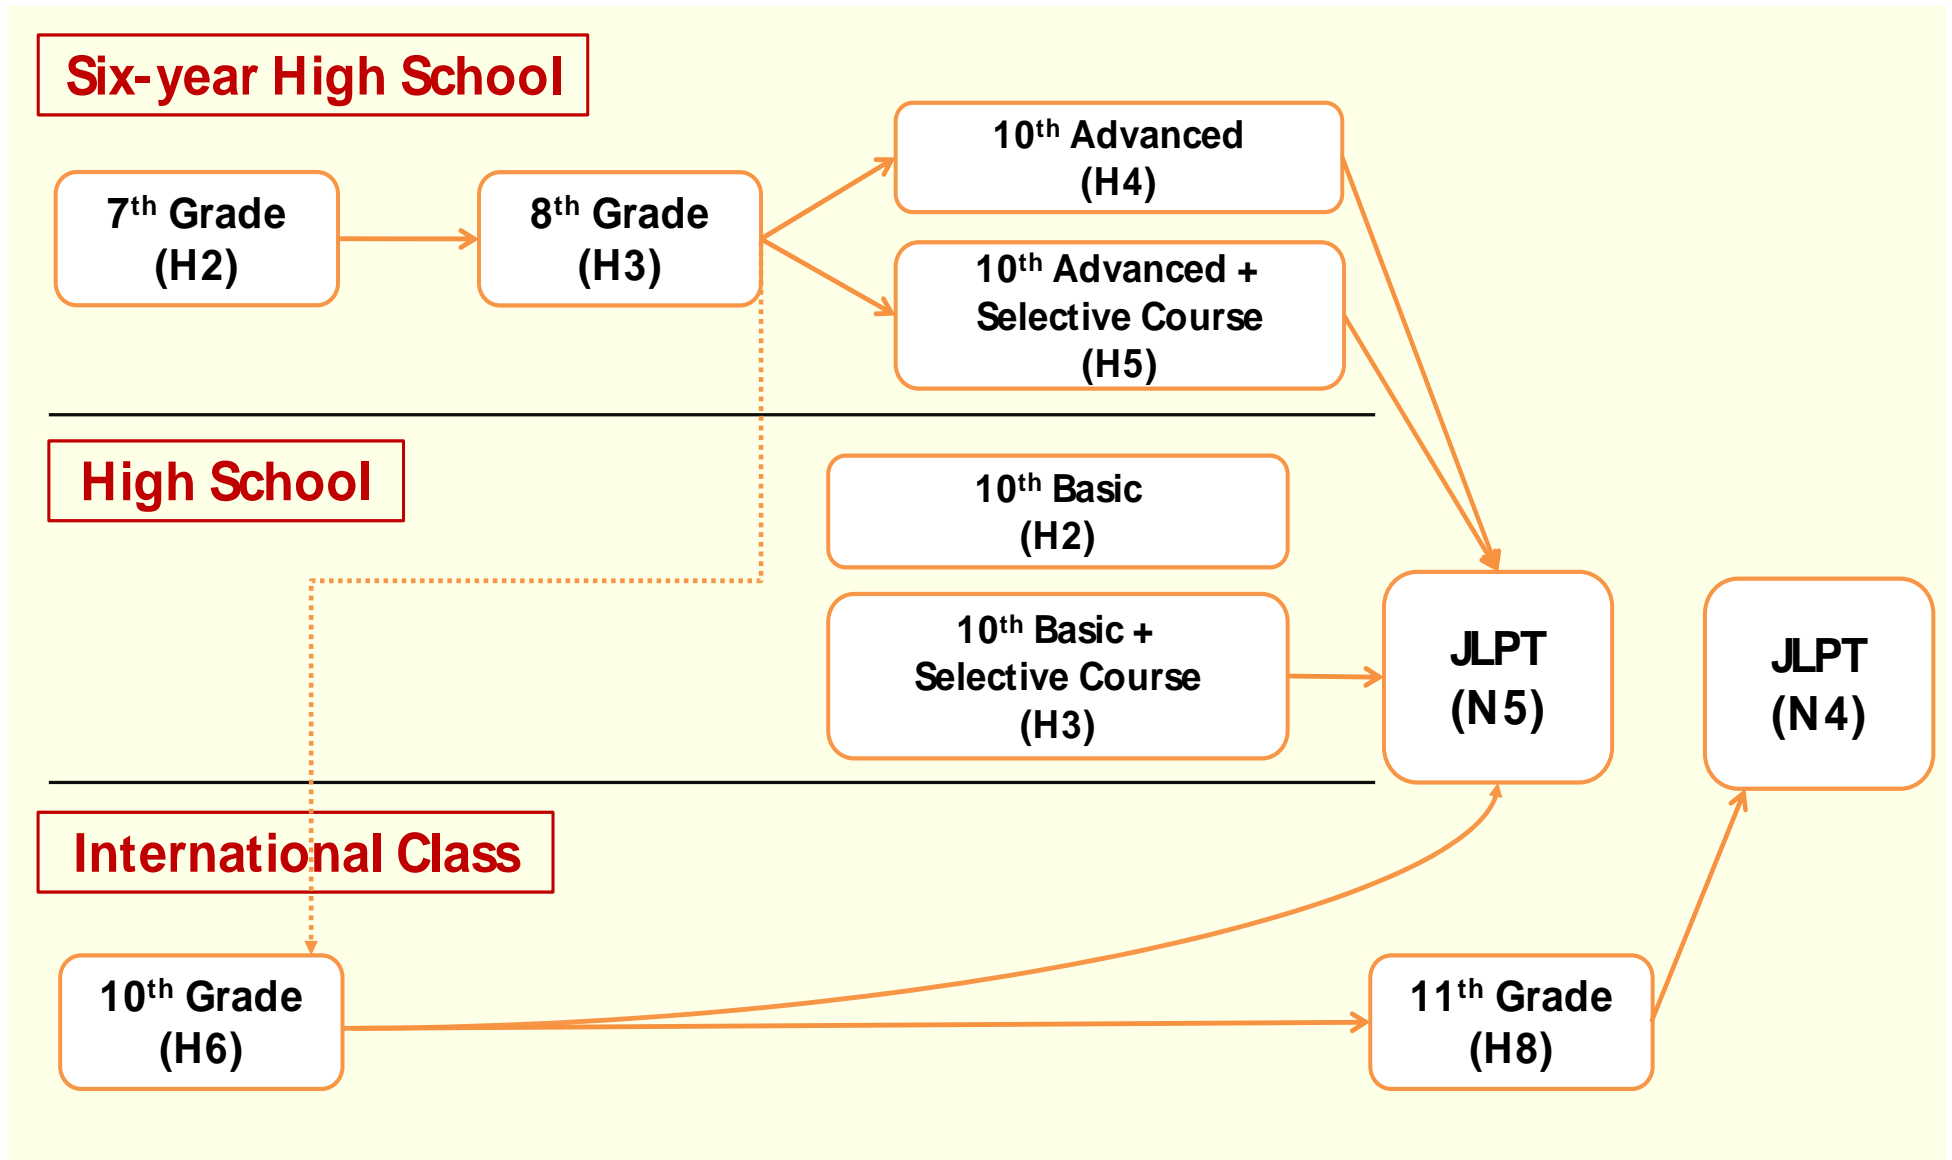 Six-year High School
7th Grade
(H2)
8th Grade
(H3)
10th Advanced
(H4)
10th Advanced +
Selective Course
(H5)
High School
10th Basic
(H2)
10th Basic +
Selective Course
(H3)
JLPT
(N5)
JLPT
(N4)
International Class
10th Grade
(H6)
11th Grade
(H8)